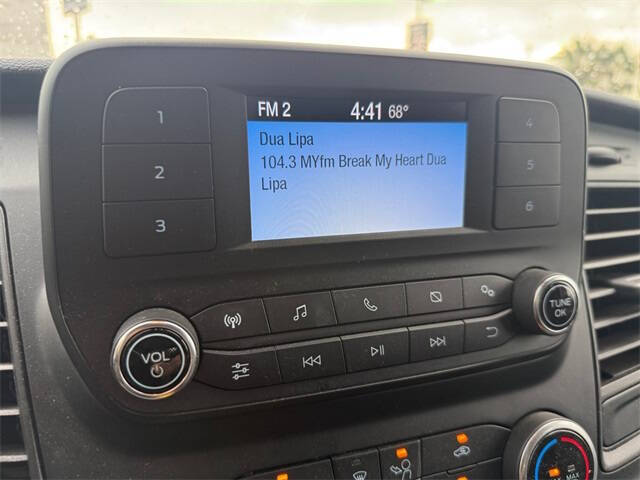 FM 2 4:41 68°
Dua Lipa
104.3 MYfm Break My Heart Dua
Lipa
1
2
3
4
5
6
VOL
TUNE
OK
MAX